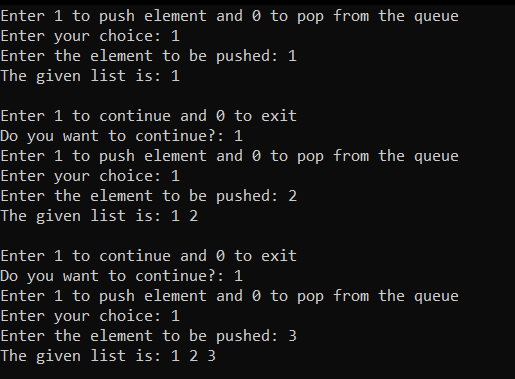 Enter 1 to push element and 0 to pop from the queue
Enter your choice: 1
Enter the element to be pushed: 1
The given list is: 1
Enter 1 to continue and 0 to exit
Do you want to continue?: 1
Enter 1 to push element and 0 to pop from the queue
Enter your choice: 1
Enter the element to be pushed: 2
The given list is: 1 2
Enter 1 to continue and 0 to exit
Do you want to continue?: 1
Enter 1 to push element and 0 to pop from the queue
Enter your choice: 1
Enter the element to be pushed: 3
The given list is: 1 2 3